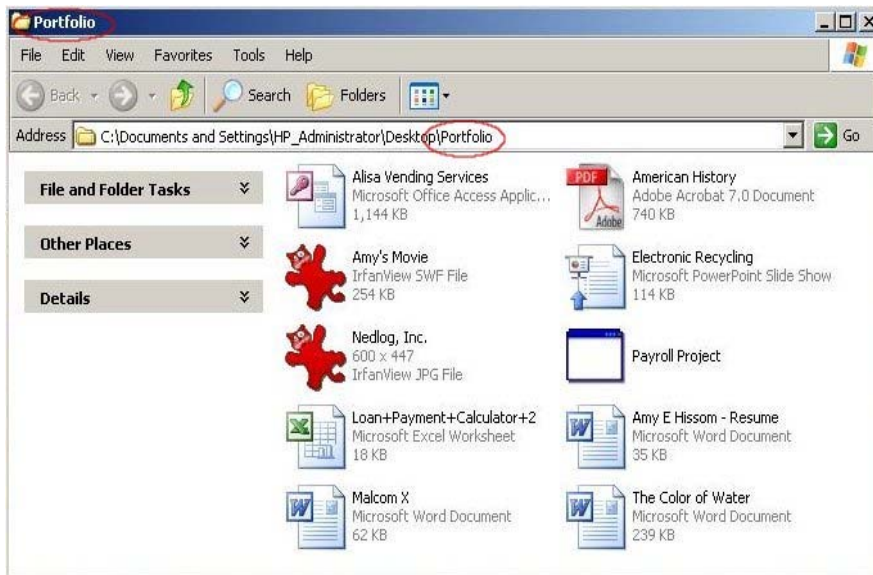 Portfolio
File Edit View Favorites Tools Help
Back Search Folders
Address C:\Documents and Settings\HP_Administrator\Desktop\Portfolio Go
File and Folder Tasks
Other Places
Details
Alisa Vending Services
Microsoft Office Access Applic...
1,144 KB
PDF
Adobe
American History
Adobe Acrobat 7.0 Document
740 KB
Amy's Movie
IrfanView SWF File
254 KB
Electronic Recycling
Microsoft PowerPoint Slide Show
114 KB
Nedlog, Inc.
600 x 447
IrfanView JPG File
Payroll Project
Loan+Payment+Calculator+2
Microsoft Excel Worksheet
18 KB
Amy E Hissom - Resume
Microsoft Word Document
35 KB
Malcom X
Microsoft Word Document
62 KB
The Color of Water
Microsoft Word Document
239 KB